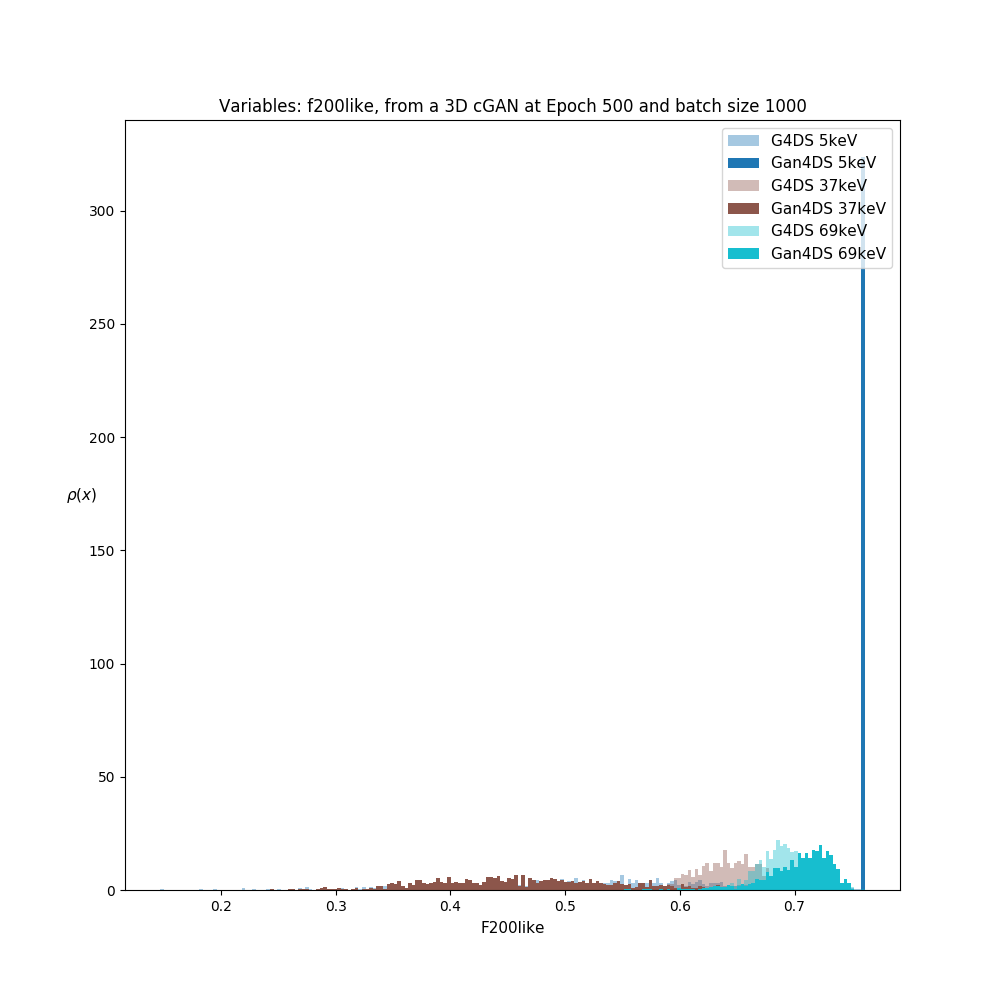 Variables: f200like, from a 3D cGAN at Epoch 500 and batch size 1000
G4DS 5keV
Gan4DS 5keV
G4DS 37keV
Gan4DS 37keV
G4DS 69keV
Gan4DS 69keV
300
250
200
ρ(x)
150
100
50
0
0.2 0.3 0.4 0.5 0.6 0.7
F200like